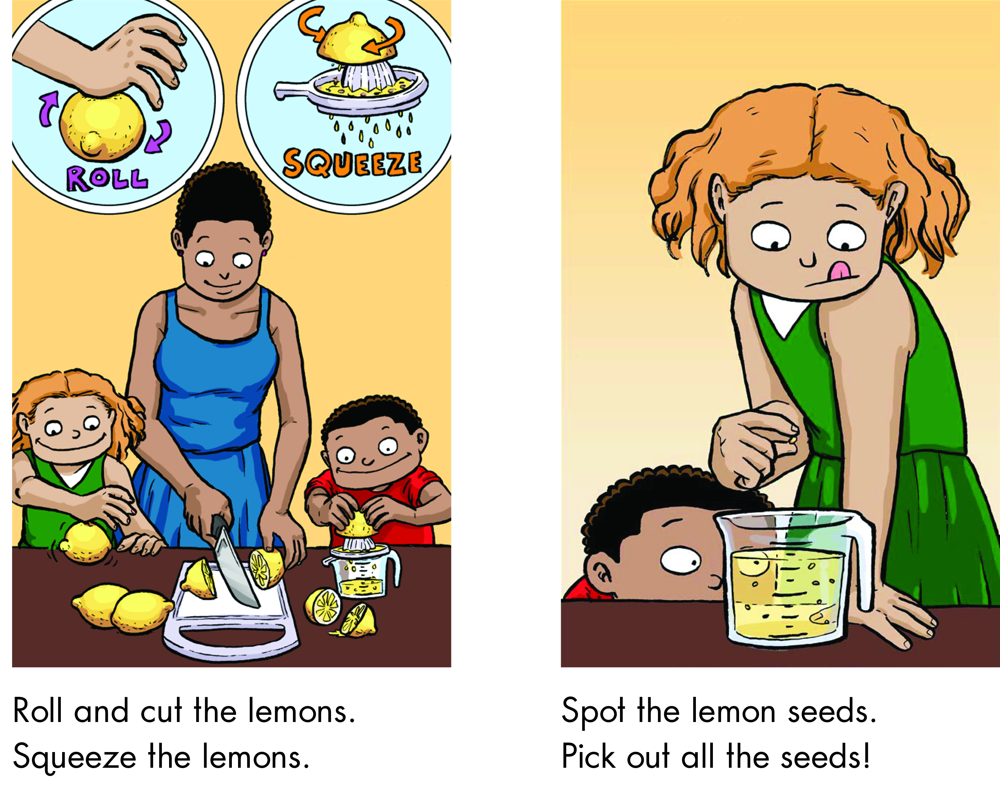 ROLL
SQUEEZE
Roll and cut the lemons.
Squeeze the lemons.
Spot the lemon seeds.
Pick out all the seeds!